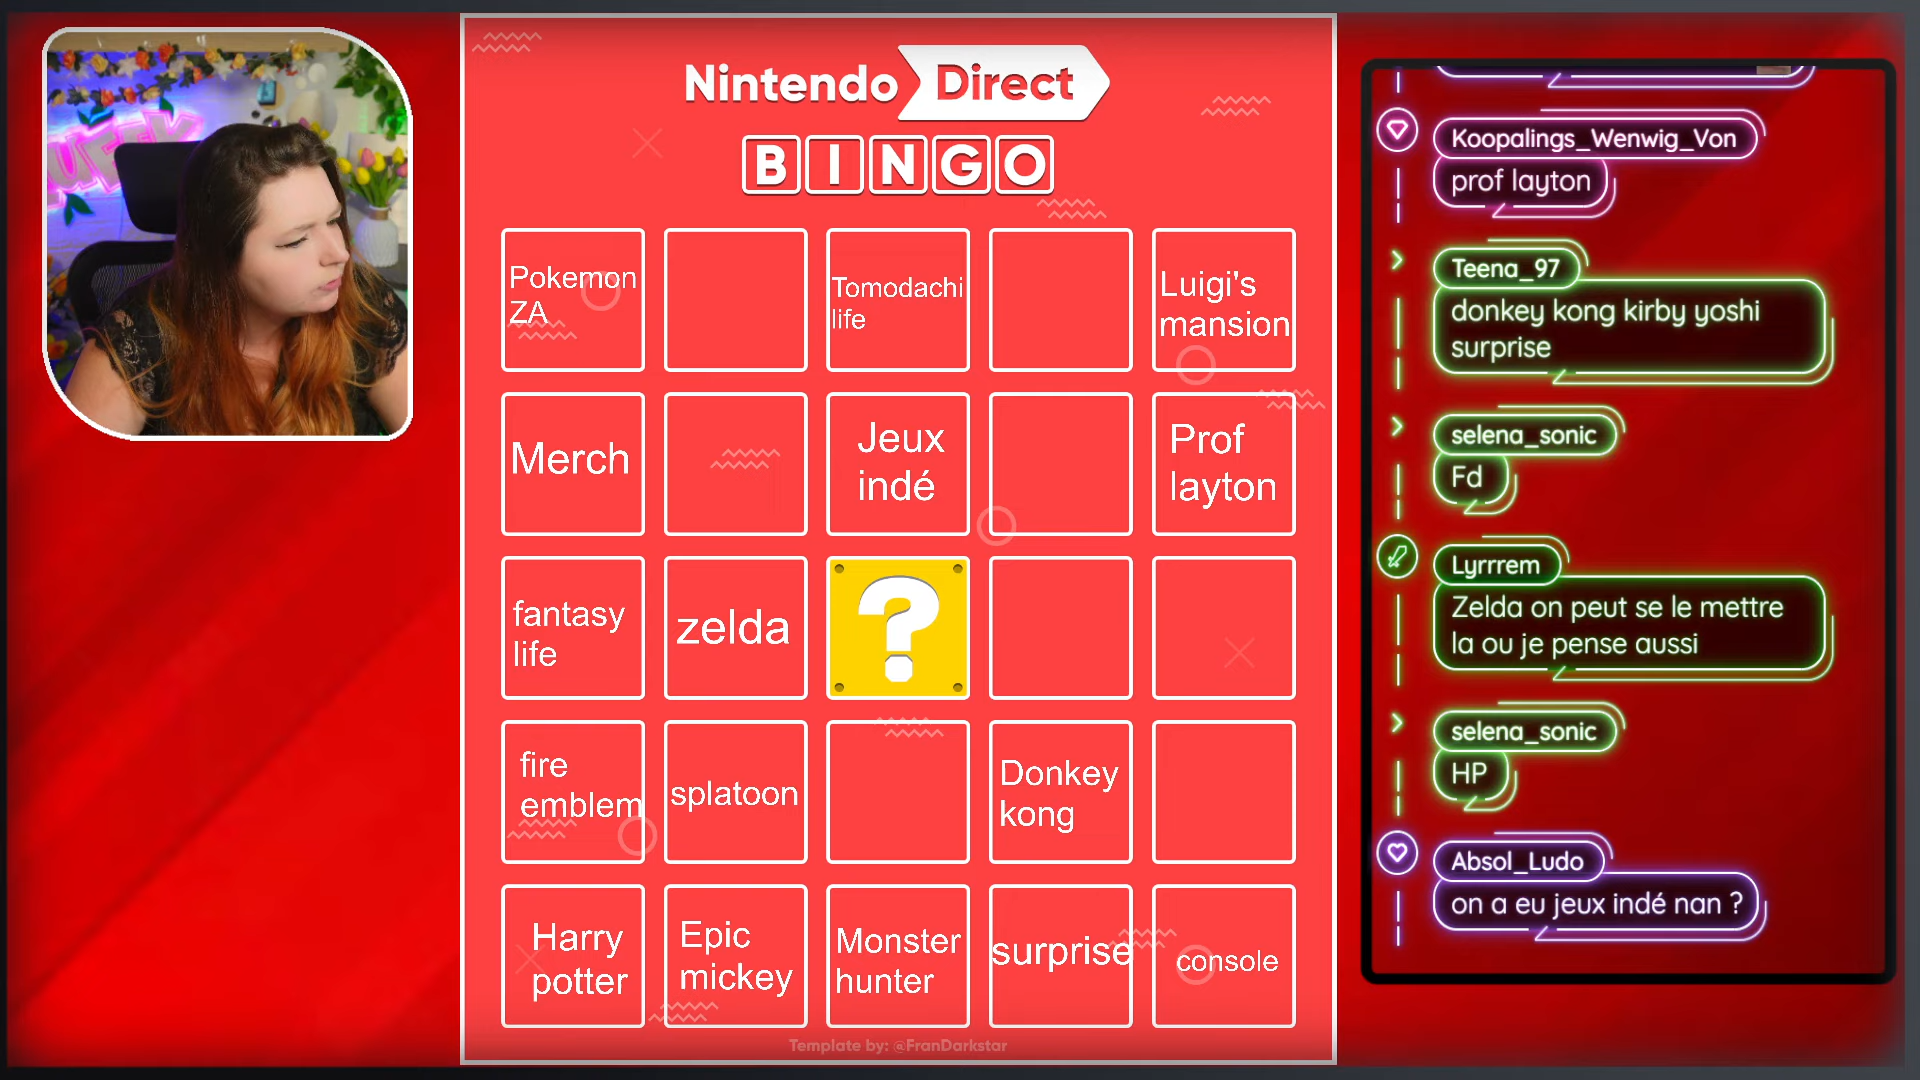 Nintendo Direct
BINGO
Pokemon
ZA
Tomodachi
life
Luigi's
mansion
Merch
Jeux
indé
Prof
layton
fantasy
life
zelda
?
fire
emblem
splatoon
Donkey
kong
Harry
potter
Epic
mickey
Monster
hunter
surprise
console
Template by: @FranDarkstar
Koopalings_Wenwig_Von
prof layton
Teena_97
donkey kong kirby yoshi
surprise
selena_sonic
Fd
Lyrrrem
Zelda on peut se le mettre
la ou je pense aussi
selena_sonic
HP
Absol_Ludo
on a eu jeux indé nan ?